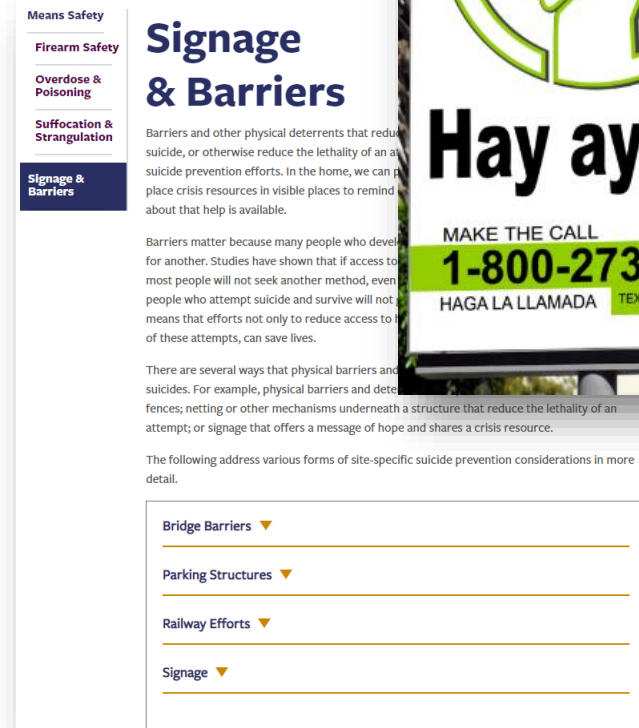 Means Safety
Firearm Safety
Overdose &
Poisoning
Suffocation &
Strangulation
Signage &
Barriers
Signage
& Barriers
Barriers and other physical deterrents that
suicide, or otherwise reduce the lethality of an
suicide prevention efforts. In the home, we can
place crisis resources in visible places to remind
about that help is available.
Barriers matter because many people who
for another. Studies have shown that if access to
most people will not seek another method, even
people who attempt suicide and survive will not
means that efforts not only to reduce access to
of these attempts, can save lives.
There are several ways that physical barriers and
suicides. For example, physical barriers and
fences; netting or other mechanisms underneath a structure that reduce the lethality of an
attempt; or signage that offers a message of hope and shares a crisis resource.
The following address various forms of site-specific suicide prevention considerations in more
detail.
Bridge Barriers
Parking Structures
Railway Efforts
Signage
Hay ay
MAKE THE CALL
1-800-273
HAGA LA LLAMADA